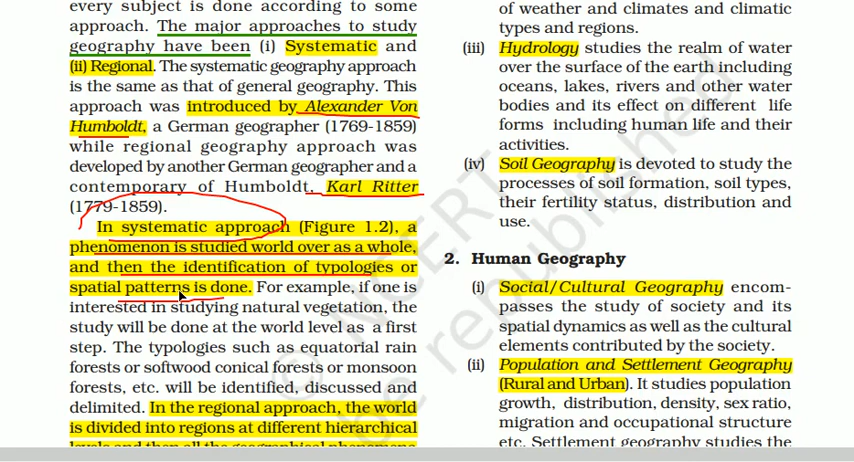 every subject is done according to some
approach. The major approaches to study
geography have been (i) Systematic and
(ii) Regional. The systematic geography approach
is the same as that of general geography. This
approach was introduced by Alexander Von
Humboldt, a German geographer (1769-1859)
while regional geography approach was
developed by another German geographer and a
contemporary of Humboldt, Karl Ritter
(1779-1859).
In systematic approach (Figure 1.2), a
phenomenon is studied world over as a whole,
and then the identification of typologies or
spatial patterns is done. For example, if one is
interested in studying natural vegetation, the
study will be done at the world level as a first
step. The typologies such as equatorial rain
forests or softwood conical forests or monsoon
forests, etc. will be identified, discussed and
delimited. In the regional approach, the world
is divided into regions at different hierarchical
levels and then all the geographical phenomena
of weather and climates and climatic
types and regions.
(iii) Hydrology studies the realm of water
over the surface of the earth including
oceans, lakes, rivers and other water
bodies and its effect on different life
forms including human life and their
activities.
(iv) Soil Geography is devoted to study the
processes of soil formation, soil types,
their fertility status, distribution and
use.
2. Human Geography
(i) Social/Cultural Geography encom-
passes the study of society and its
spatial dynamics as well as the cultural
elements contributed by the society.
(ii) Population and Settlement Geography
(Rural and Urban). It studies population
growth, distribution, density, sex ratio,
migration and occupational structure
etc. Settlement geography studies the
© NCERT
be republished